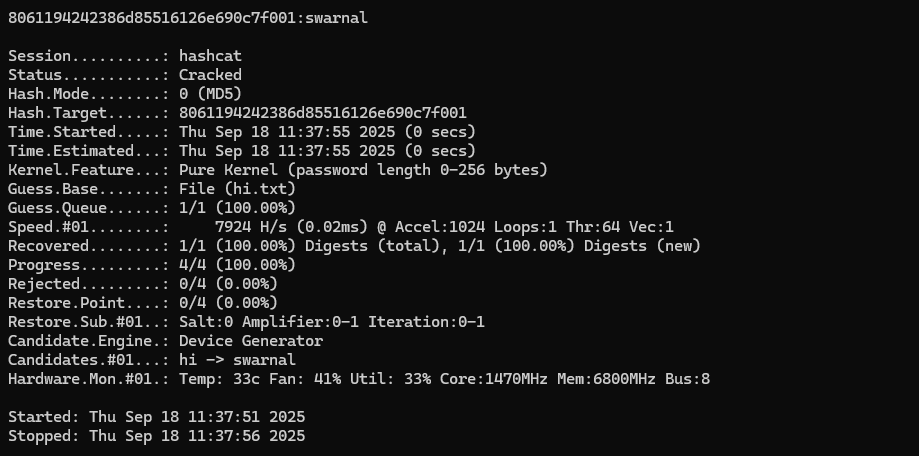 8061194242386d85516126e690c7f001:swarnal
Session..........: hashcat
Status...........: Cracked
Hash.Mode........: 0 (MD5)
Hash.Target......: 8061194242386d85516126e690c7f001
Time.Started.....: Thu Sep 18 11:37:55 2025 (0 secs)
Time.Estimated...: Thu Sep 18 11:37:55 2025 (0 secs)
Kernel.Feature...: Pure Kernel (password length 0-256 bytes)
Guess.Base.......: File (hi.txt)
Guess.Queue......: 1/1 (100.00%)
Speed.#01........:     7924 H/s (0.02ms) @ Accel:1024 Loops:1 Thr:64 Vec:1
Recovered........: 1/1 (100.00%) Digests (total), 1/1 (100.00%) Digests (new)
Progress.........: 4/4 (100.00%)
Rejected.........: 0/4 (0.00%)
Restore.Point....: 0/4 (0.00%)
Restore.Sub.#01..: Salt:0 Amplifier:0-1 Iteration:0-1
Candidate.Engine.: Device Generator
Candidates.#01...: hi -> swarnal
Hardware.Mon.#01.: Temp: 33c Fan: 41% Util: 33% Core:1470MHz Mem:6800MHz Bus:8
Started: Thu Sep 18 11:37:51 2025
Stopped: Thu Sep 18 11:37:56 2025